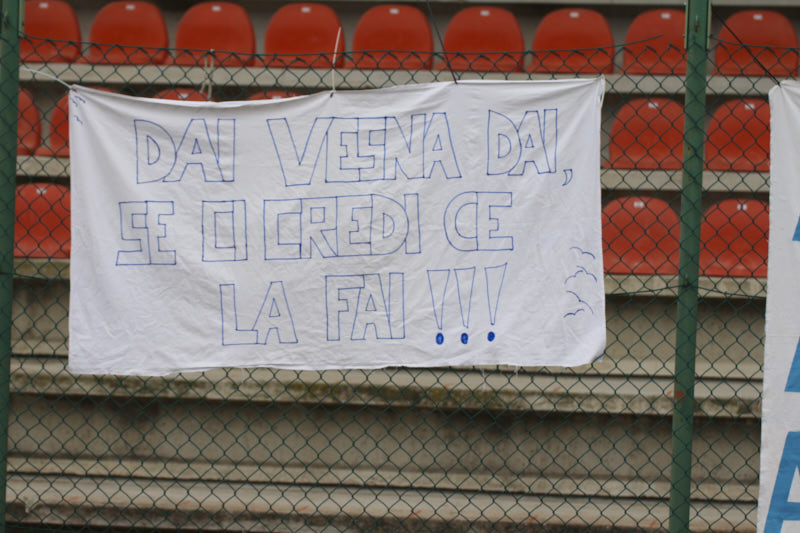 DAI VESNA DAI,
SE CI CREDI CE
LA FAI !!!